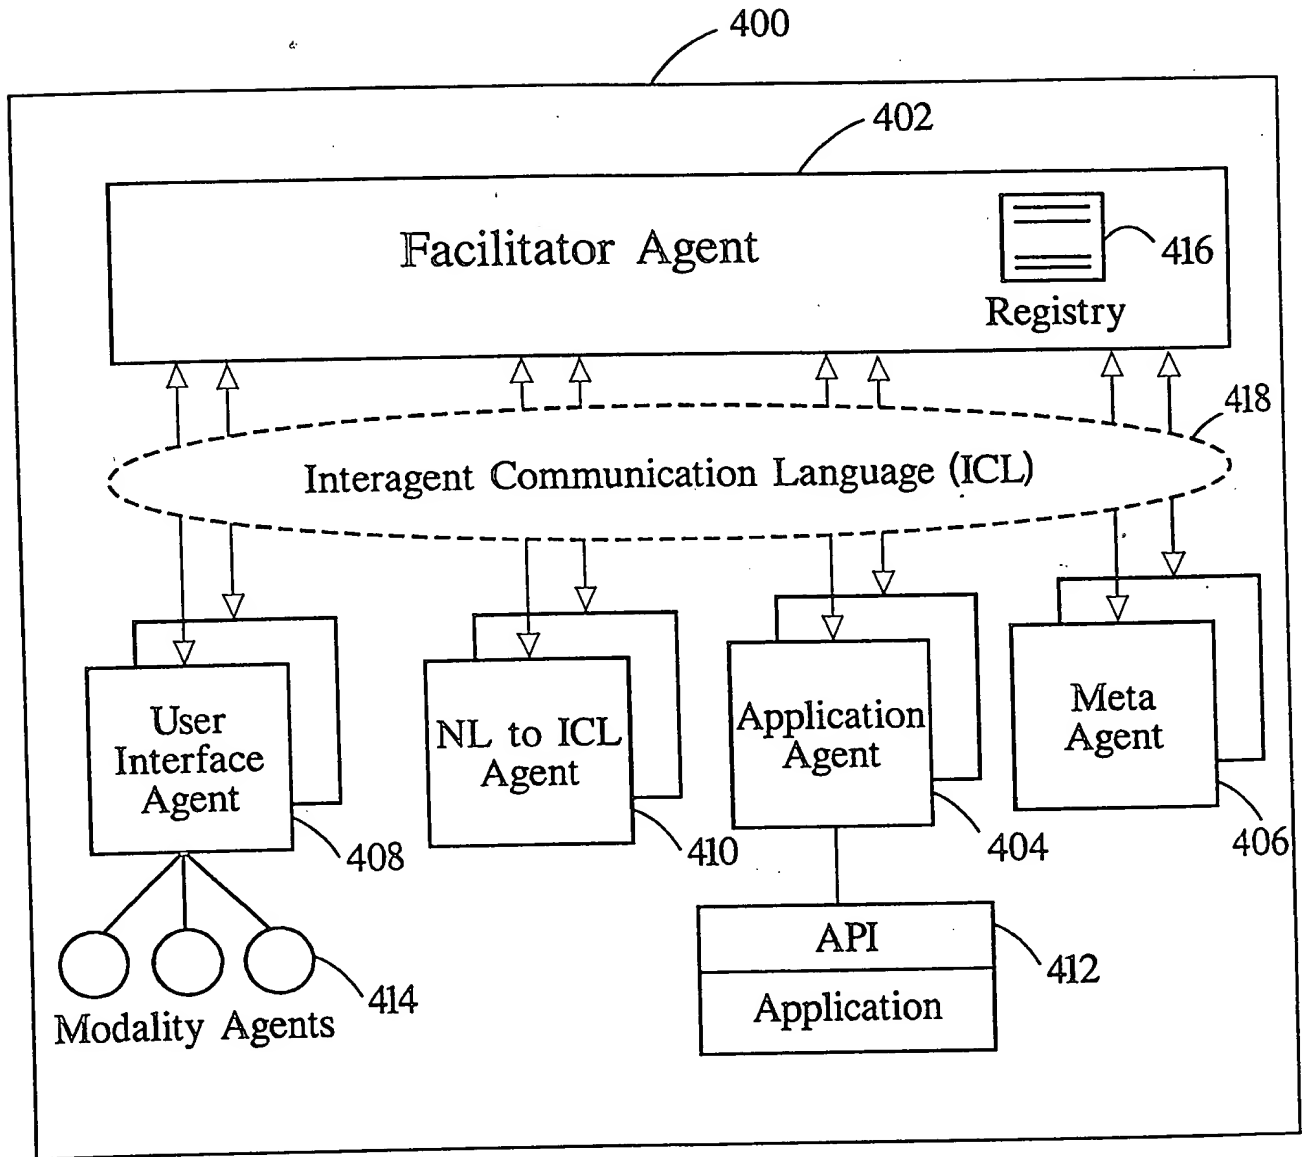 400
402
Facilitator Agent
416
Registry
418
Interagent Communication Language (ICL)
User
Interface
Agent
408
NL to ICL
Agent
410
Application
Agent
404
Meta
Agent
406
414
Modality Agents
API
Application
412